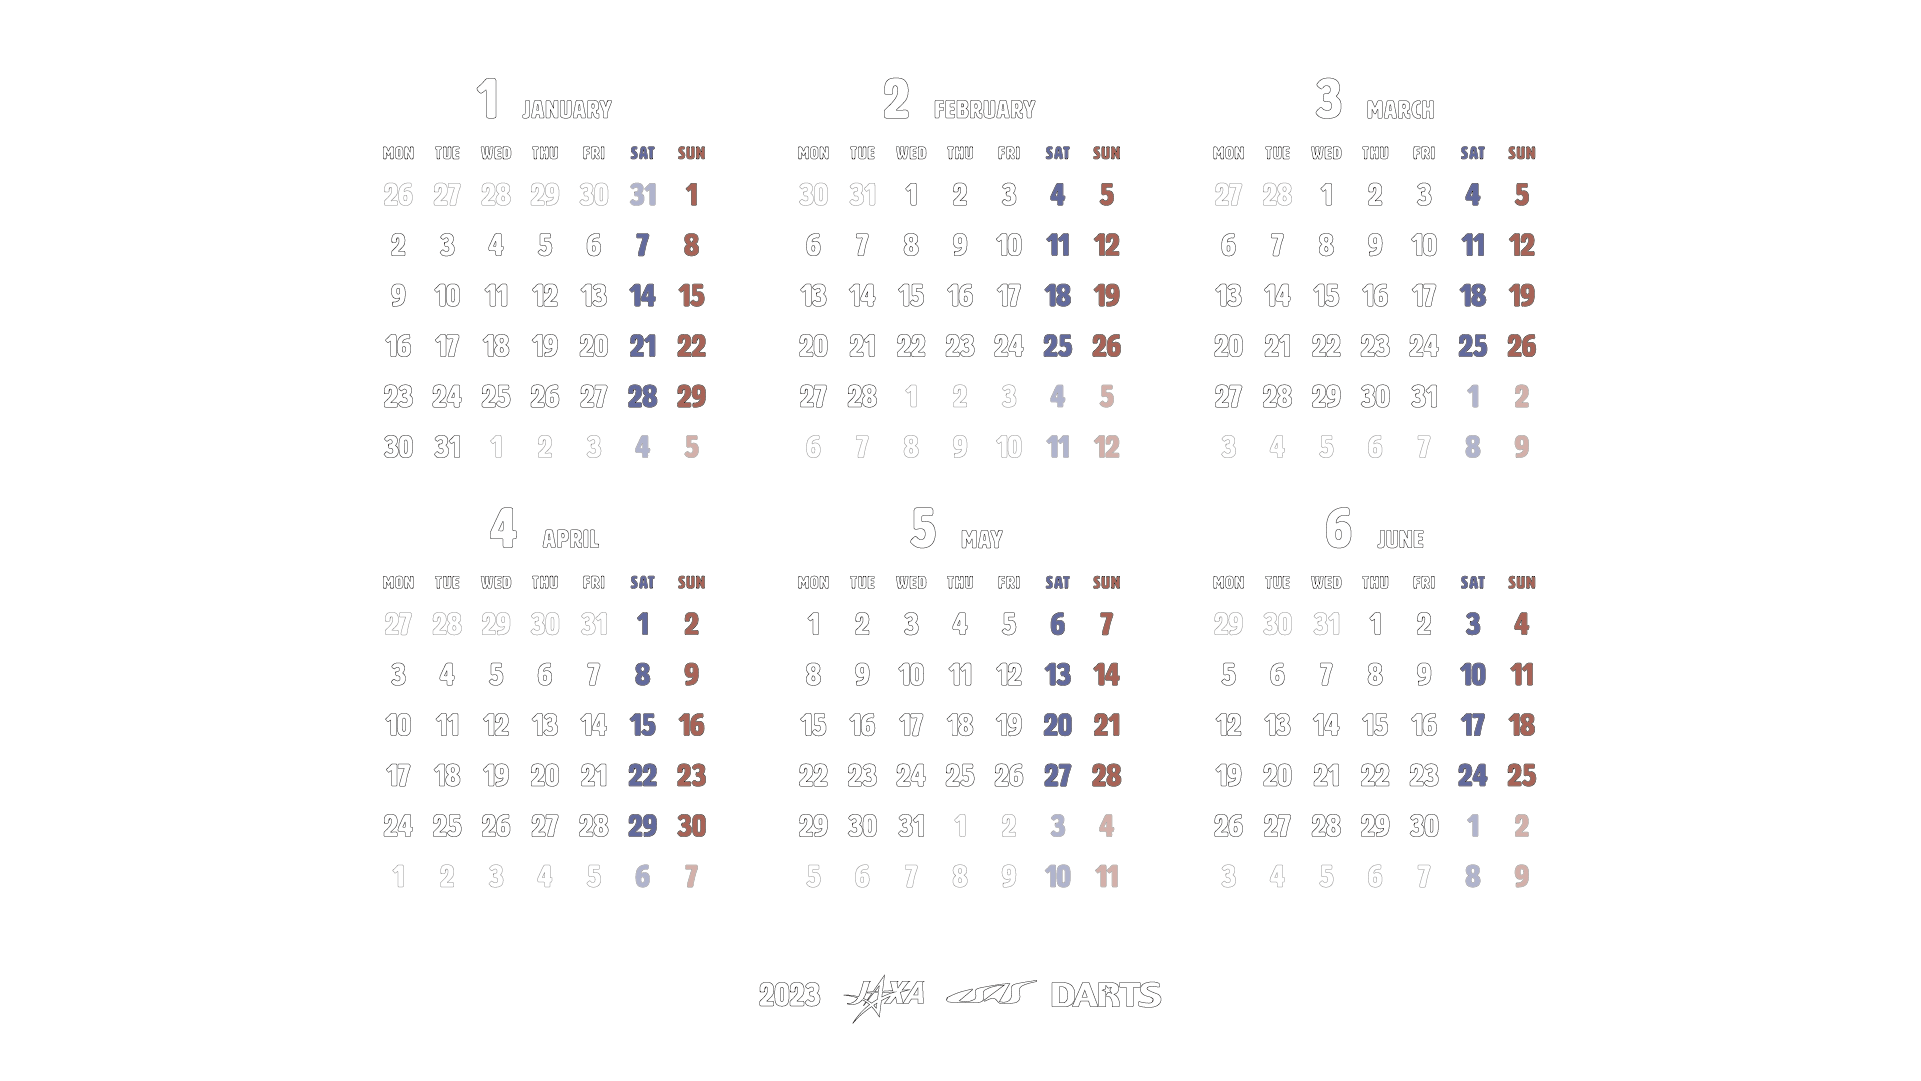 1 JANUARY
MON TUE WED THU FRI SAT SUN
26 27 28 29 30 31 1
2 3 4 5 6 7 8
9 10 11 12 13 14 15
16 17 18 19 20 21 22
23 24 25 26 27 28 29
30 31 1 2 3 4 5
2 FEBRUARY
MON TUE WED THU FRI SAT SUN
30 31 1 2 3 4 5
6 7 8 9 10 11 12
13 14 15 16 17 18 19
20 21 22 23 24 25 26
27 28 1 2 3 4 5
6 7 8 9 10 11 12
3 MARCH
MON TUE WED THU FRI SAT SUN
27 28 1 2 3 4 5
6 7 8 9 10 11 12
13 14 15 16 17 18 19
20 21 22 23 24 25 26
27 28 29 30 31 1 2
3 4 5 6 7 8 9
4 APRIL
MON TUE WED THU FRI SAT SUN
27 28 29 30 31 1 2
3 4 5 6 7 8 9
10 11 12 13 14 15 16
17 18 19 20 21 22 23
24 25 26 27 28 29 30
1 2 3 4 5 6 7
5 MAY
MON TUE WED THU FRI SAT SUN
1 2 3 4 5 6 7
8 9 10 11 12 13 14
15 16 17 18 19 20 21
22 23 24 25 26 27 28
29 30 31 1 2 3 4
5 6 7 8 9 10 11
6 JUNE
MON TUE WED THU FRI SAT SUN
29 30 31 1 2 3 4
5 6 7 8 9 10 11
12 13 14 15 16 17 18
19 20 21 22 23 24 25
26 27 28 29 30 1 2
3 4 5 6 7 8 9
2023 JAXA ISAS DARTS